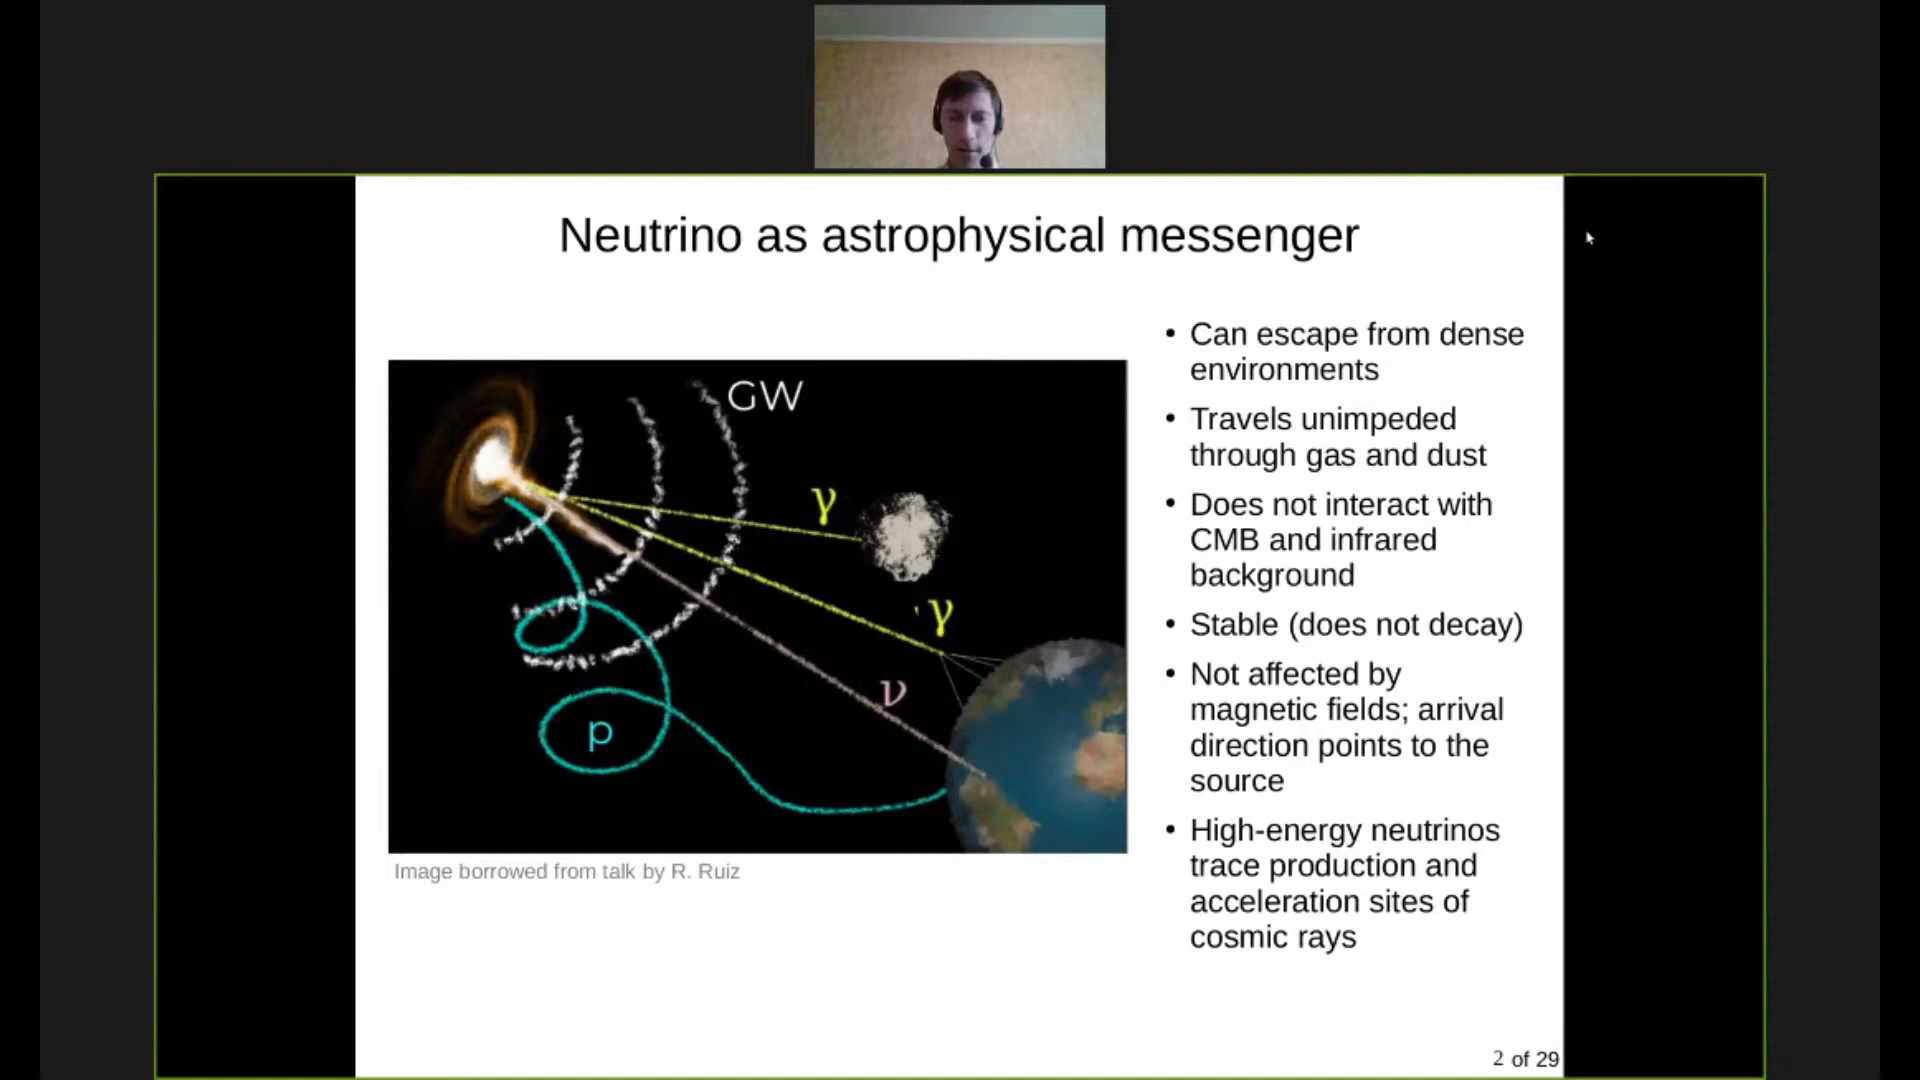 Neutrino as astrophysical messenger
GW
γ
γ
ν
p
Image borrowed from talk by R. Ruiz
• Can escape from dense
environments
• Travels unimpeded
through gas and dust
• Does not interact with
CMB and infrared
background
• Stable (does not decay)
• Not affected by
magnetic fields; arrival
direction points to the
source
• High-energy neutrinos
trace production and
acceleration sites of
cosmic rays
2 of 29